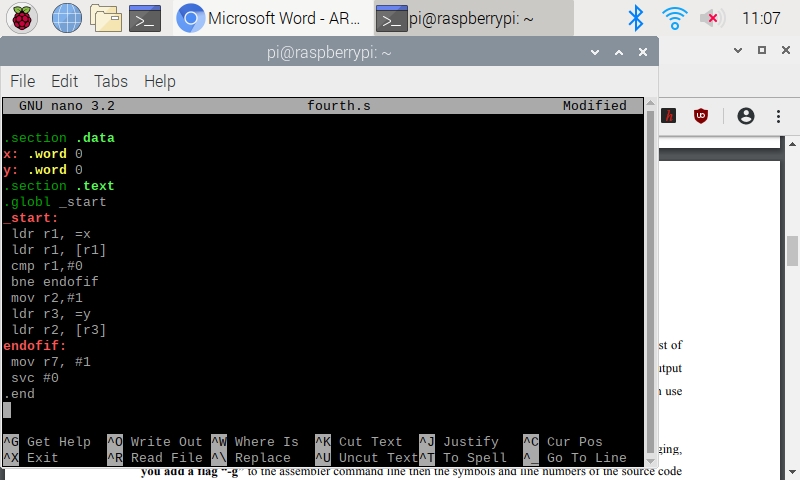 Microsoft Word - AR...
pi@raspberrypi: ~
11:07
pi@raspberrypi: ~
File Edit Tabs Help
GNU nano 3.2 fourth.s Modified
.section .data
x: .word 0
y: .word 0
.section .text
.globl _start
_start:
ldr r1, =x
ldr r1, [r1]
cmp r1,#0
bne endofif
mov r2,#1
ldr r3, =y
ldr r2, [r3]
endofif:
mov r7, #1
svc #0
.end
^G Get Help ^O Write Out ^W Where Is ^K Cut Text ^J Justify ^C Cur Pos
^X Exit ^R Read File ^\ Replace ^U Uncut Text ^T To Spell ^_ Go To Line
h
st of
utput
use
ging,
you add a flag “-g” to the assembler command line then the symbols and line numbers of the source code